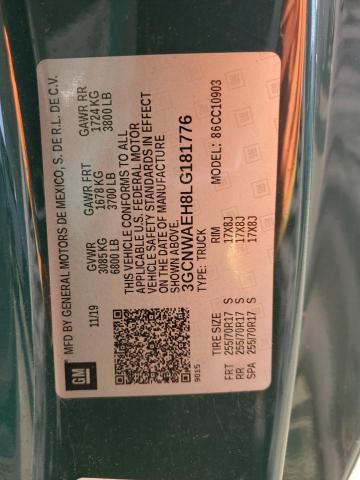 MFD BY GENERAL MOTORS DE MEXICO, S. DE R.L. DE C.V.
11/19
GVWR GAWR FRT GAWR RR
3085 KG 1678 KG 1724 KG
6800 LB 3700 LB 3800 LB
THIS VEHICLE CONFORMS TO ALL
APPLICABLE U.S. FEDERAL MOTOR
VEHICLE SAFETY STANDARDS IN EFFECT
ON THE DATE OF MANUFACTURE
SHOWN ABOVE
3GCNWAEH8LG181776
TYPE: TRUCK
MODEL: 86CC10903
GM
9015
TIRE SIZE RIM
FRT 255/70R17 S 17X8J
RR 255/70R17 S 17X8J
SPA 255/70R17 S 17X8J